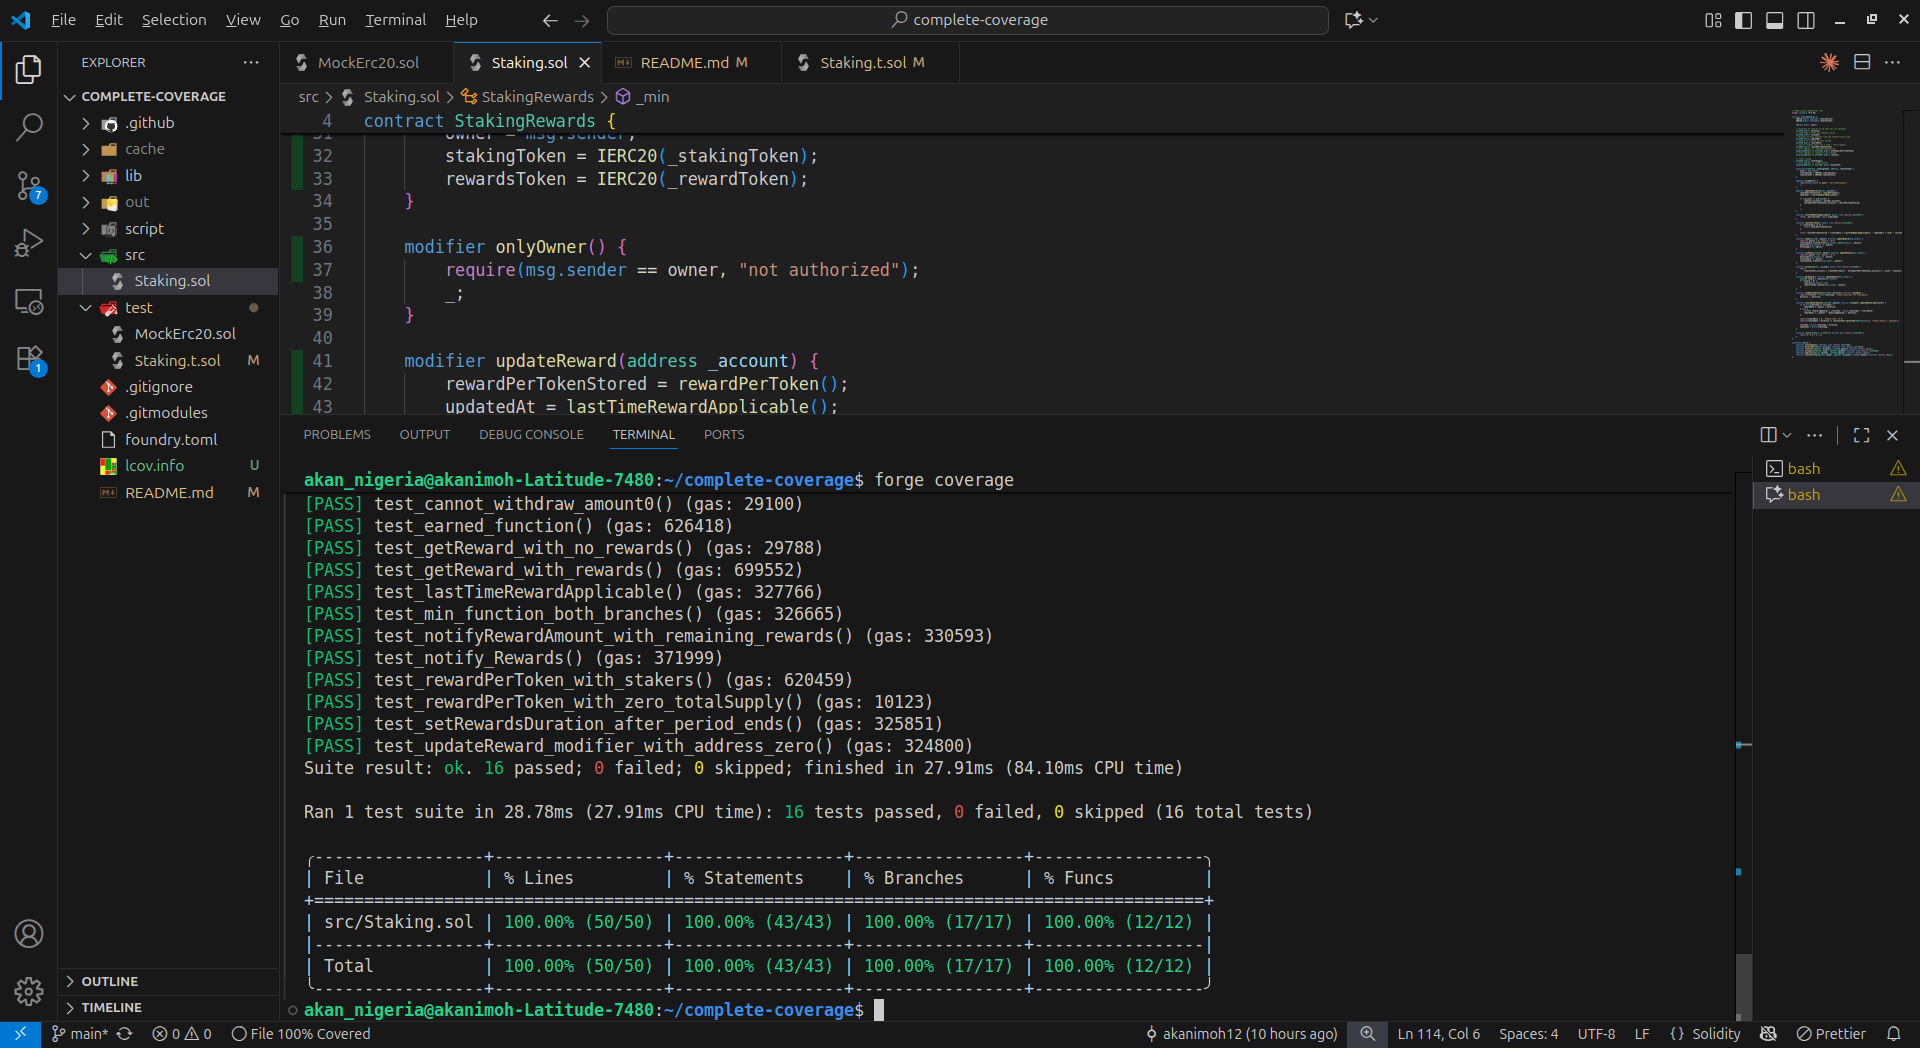 File Edit Selection View Go Run Terminal Help
complete-coverage
EXPLORER
COMPLETE-COVERAGE
.github
cache
lib
out
script
src
Staking.sol
test
MockErc20.sol
Staking.t.sol M
.gitignore
.gitmodules
foundry.toml
lcov.info U
README.md M
OUTLINE
TIMELINE
7
1
MockErc20.sol
Staking.sol
README.md M
Staking.t.sol M
src > Staking.sol > StakingRewards > _min
4 contract StakingRewards {
31 owner = msg.sender;
32 stakingToken = IERC20(_stakingToken);
33 rewardsToken = IERC20(_rewardToken);
34 }
35
36 modifier onlyOwner() {
37 require(msg.sender == owner, "not authorized");
38 _;
39 }
40
41 modifier updateReward(address _account) {
42 rewardPerTokenStored = rewardPerToken();
43 updatedAt = lastTimeRewardApplicable();
PROBLEMS OUTPUT DEBUG CONSOLE TERMINAL PORTS
bash
bash
akan_nigeria@akanimoh-Latitude-7480:~/complete-coverage$ forge coverage
[PASS] test_cannot_withdraw_amount0() (gas: 29100)
[PASS] test_earned_function() (gas: 626418)
[PASS] test_getReward_with_no_rewards() (gas: 29788)
[PASS] test_getReward_with_rewards() (gas: 699552)
[PASS] test_lastTimeRewardApplicable() (gas: 327766)
[PASS] test_min_function_both_branches() (gas: 326665)
[PASS] test_notifyRewardAmount_with_remaining_rewards() (gas: 330593)
[PASS] test_notify_Rewards() (gas: 371999)
[PASS] test_rewardPerToken_with_stakers() (gas: 620459)
[PASS] test_rewardPerToken_with_zero_totalSupply() (gas: 10123)
[PASS] test_setRewardsDuration_after_period_ends() (gas: 325851)
[PASS] test_updateReward_modifier_with_address_zero() (gas: 324800)
Suite result: ok. 16 passed; 0 failed; 0 skipped; finished in 27.91ms (84.10ms CPU time)
Ran 1 test suite in 28.78ms (27.91ms CPU time): 16 tests passed, 0 failed, 0 skipped (16 total tests)
| File | % Lines | % Statements | % Branches | % Funcs |
| src/Staking.sol | 100.00% (50/50) | 100.00% (43/43) | 100.00% (17/17) | 100.00% (12/12) |
| Total | 100.00% (50/50) | 100.00% (43/43) | 100.00% (17/17) | 100.00% (12/12) |
akan_nigeria@akanimoh-Latitude-7480:~/complete-coverage$
main* 0 0 File 100% Covered akanimoh12 (10 hours ago) Ln 114, Col 6 Spaces: 4 UTF-8 LF {} Solidity Prettier